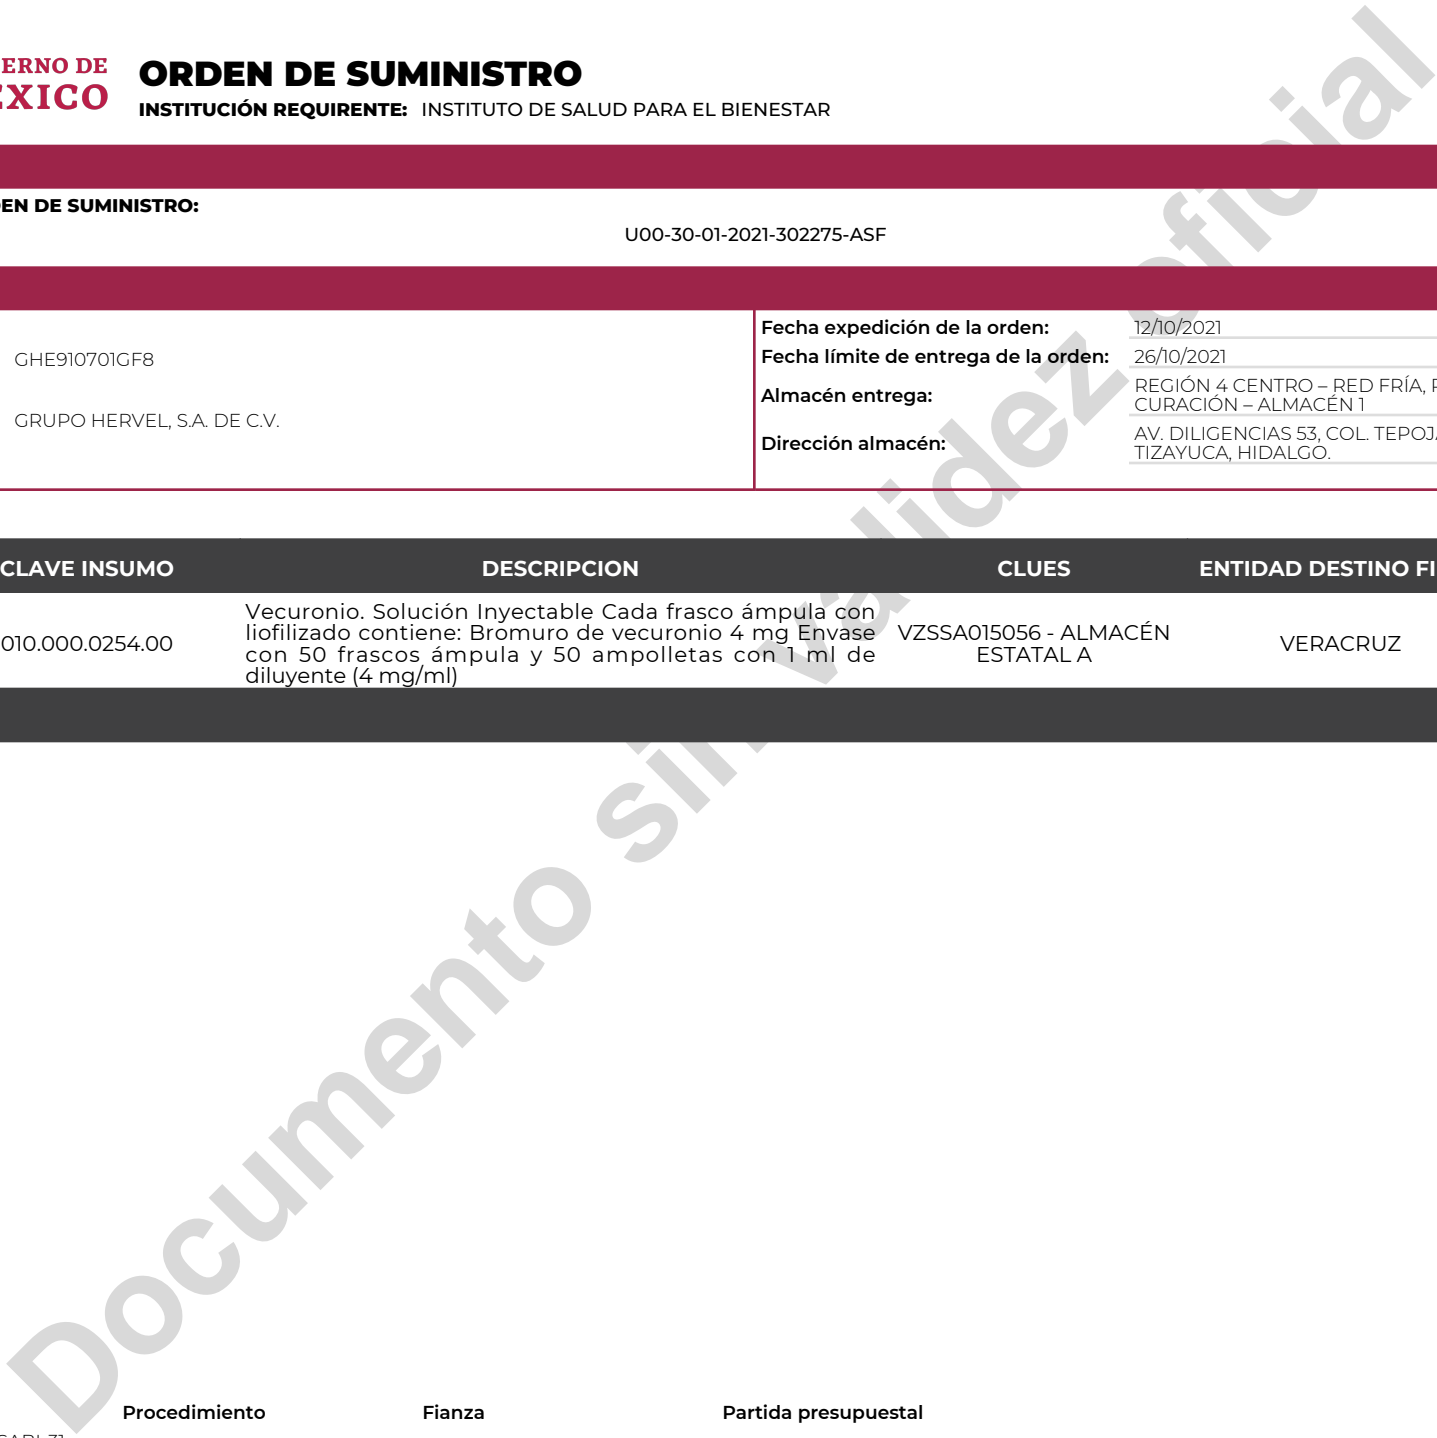 ERNO DE
ORDEN DE SUMINISTRO
EXICO
INSTITUCIÓN REQUIRENTE: INSTITUTO DE SALUD PARA EL BIENESTAR
EN DE SUMINISTRO:
U00-30-01-2021-302275-ASF
GHE910701GF8
GRUPO HERVEL, S.A. DE C.V.
Fecha expedición de la orden: 12/10/2021
Fecha límite de entrega de la orden: 26/10/2021
Almacén entrega: REGIÓN 4 CENTRO – RED FRÍA,
CURACIÓN – ALMACÉN 1
Dirección almacén: AV. DILIGENCIAS 53, COL. TEPOJA
TIZAYUCA, HIDALGO.
CLAVE INSUMO DESCRIPCION CLUES ENTIDAD DESTINO FI
010.000.0254.00
Vecuronio. Solución Inyectable Cada frasco ámpula con
liofilizado contiene: Bromuro de vecuronio 4 mg Envase
con 50 frascos ámpula y 50 ampolletas con 1 ml de
diluyente (4 mg/ml)
VZSSA015056 - ALMACÉN
ESTATAL A
VERACRUZ
Documento sin validez oficial
Procedimiento Fianza Partida presupuestal